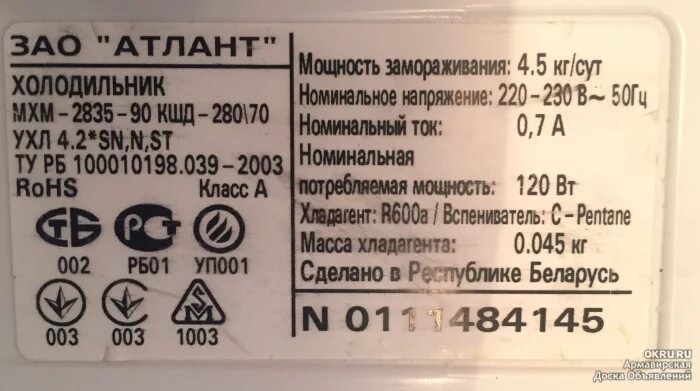 ЗАО "АТЛАНТ"
ХОЛОДИЛЬНИК
МХМ - 2835 - 90 КШД - 280\70
УХЛ 4.2*SN,N,ST
ТУ РБ 100010198.039 - 2003
RoHS Класс А
СТБ РСТ
002 РБ01 УП001
003 003 1003
Мощность замораживания: 4.5 кг/сут
Номинальное напряжение: 220 - 230 В~ 50Гц
Номинальный ток: 0,7 А
Номинальная
потребляемая мощность: 120 Вт
Хладагент: R600a / Вспениватель: C - Pentane
Масса хладагента: 0.045 кг
Сделано в Республике Беларусь
N 0111484145
OKRU.RU
Армавирская
Доска Объявлений